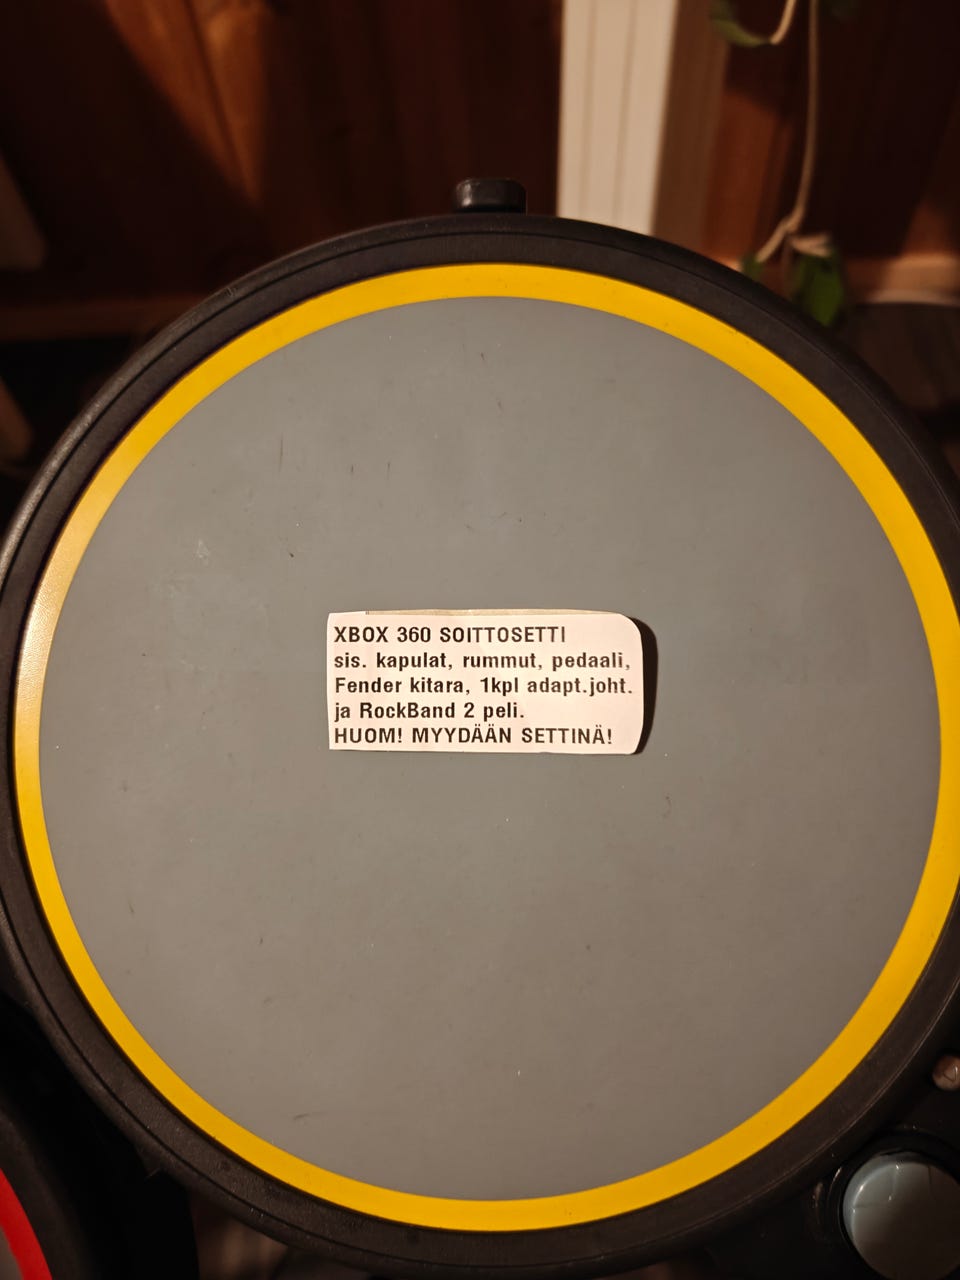 XBOX 360 SOITTOSETTI
sis. kapulat, rummut, pedaali,
Fender kitara, 1kpl adapt.joht.
ja RockBand 2 peli.
HUOM! MYYDÄÄN SETTINÄ!